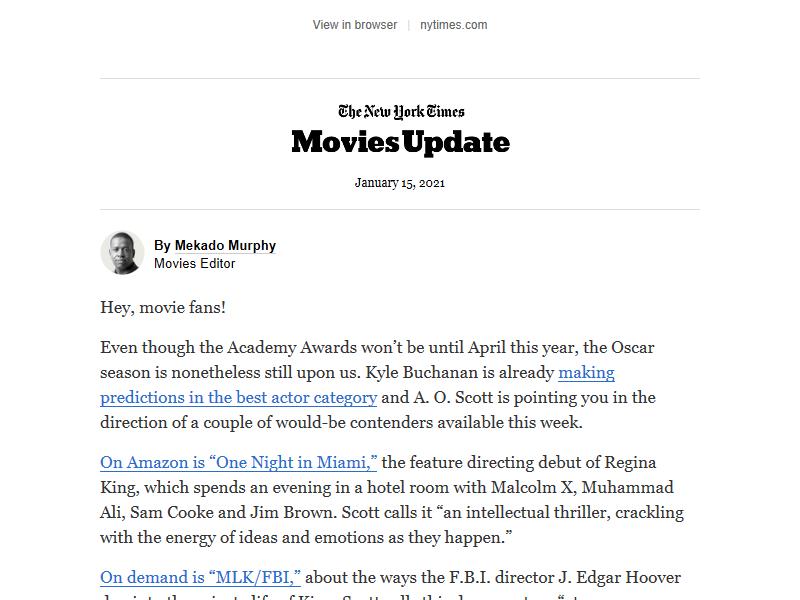 View in browser | nytimes.com
The New York Times
Movies Update
January 15, 2021
By Mekado Murphy
Movies Editor
Hey, movie fans!
Even though the Academy Awards won’t be until April this year, the Oscar
season is nonetheless still upon us. Kyle Buchanan is already making
predictions in the best actor category and A. O. Scott is pointing you in the
direction of a couple of would-be contenders available this week.
On Amazon is “One Night in Miami,” the feature directing debut of Regina
King, which spends an evening in a hotel room with Malcolm X, Muhammad
Ali, Sam Cooke and Jim Brown. Scott calls it “an intellectual thriller, crackling
with the energy of ideas and emotions as they happen.”
On demand is “MLK/FBI,” about the ways the F.B.I. director J. Edgar Hoover